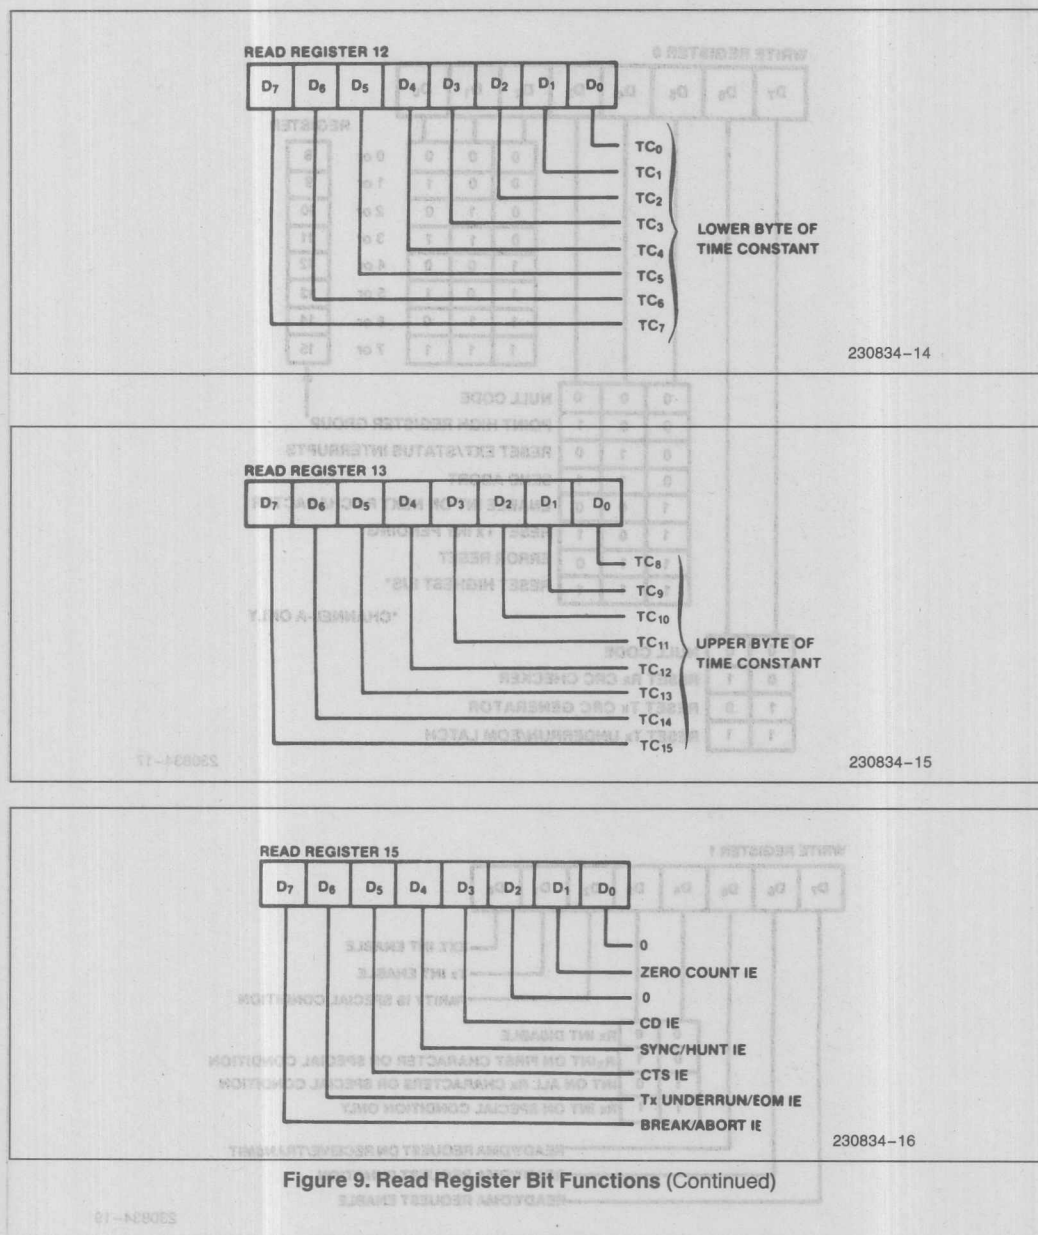 READ REGISTER 12
D7 D6 D5 D4 D3 D2 D1 D0
TC0
TC1
TC2
TC3
TC4
TC5
TC6
TC7
LOWER BYTE OF
TIME CONSTANT
230834-14
READ REGISTER 13
D7 D6 D5 D4 D3 D2 D1 D0
TC8
TC9
TC10
TC11
TC12
TC13
TC14
TC15
UPPER BYTE OF
TIME CONSTANT
230834-15
READ REGISTER 15
D7 D6 D5 D4 D3 D2 D1 D0
0
ZERO COUNT IE
0
CD IE
SYNC/HUNT IE
CTS IE
Tx UNDERRUN/EOM IE
BREAK/ABORT IE
230834-16
Figure 9. Read Register Bit Functions (Continued)